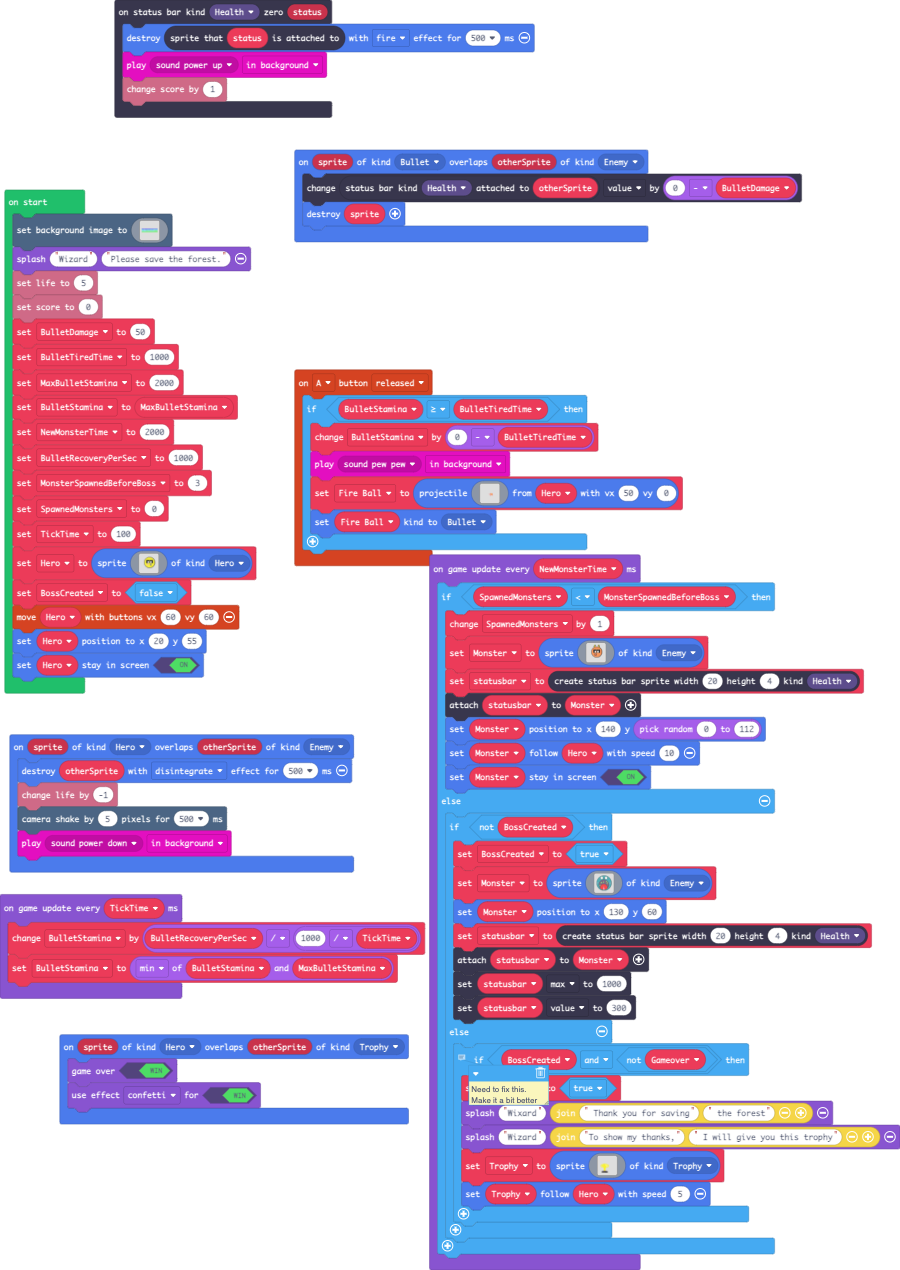 on status bar kind Health zero status
destroy sprite that status is attached to with fire effect for 500 ms
play sound power up in background
change score by 1
on sprite of kind Bullet overlaps otherSprite of kind Enemy
change status bar kind Health attached to otherSprite value by 0 - BulletDamage
destroy sprite
on start
set background image to
splash "Wizard" "Please save the forest."
set life to 5
set score to 0
set BulletDamage to 50
set BulletTiredTime to 1000
set MaxBulletStamina to 2000
set BulletStamina to MaxBulletStamina
set NewMonsterTime to 2000
set BulletRecoveryPerSec to 1000
set MonsterSpawnedBeforeBoss to 3
set SpawnedMonsters to 0
set TickTime to 100
set Hero to sprite of kind Hero
set BossCreated to false
move Hero with buttons vx 60 vy 60
set Hero position to x 20 y 55
set Hero stay in screen ON
on A button released
if BulletStamina ≥ BulletTiredTime then
change BulletStamina by 0 - BulletTiredTime
play sound pew pew in background
set Fire Ball to projectile from Hero with vx 50 vy 0
set Fire Ball kind to Bullet
on game update every NewMonsterTime ms
if SpawnedMonsters < MonsterSpawnedBeforeBoss then
change SpawnedMonsters by 1
set Monster to sprite of kind Enemy
set statusbar to create status bar sprite width 20 height 4 kind Health
attach statusbar to Monster
set Monster position to x 140 y pick random 0 to 112
set Monster follow Hero with speed 10
set Monster stay in screen ON
else
if not BossCreated then
set BossCreated to true
set Monster to sprite of kind Enemy
set Monster position to x 130 y 60
set statusbar to create status bar sprite width 20 height 4 kind Health
attach statusbar to Monster
set statusbar max to 1000
set statusbar value to 300
else
if BossCreated and not Gameover then
to true
Need to fix this.
Make it a bit better
splash "Wixard" join "Thank you for saving" "the forest"
splash "Wizard" join "To show my thanks," "I will give you this trophy"
set Trophy to sprite of kind Trophy
set Trophy follow Hero with speed 5
on sprite of kind Hero overlaps otherSprite of kind Enemy
destroy otherSprite with disintegrate effect for 500 ms
change life by -1
camera shake by 5 pixels for 500 ms
play sound power down in background
on game update every TickTime ms
change BulletStamina by BulletRecoveryPerSec / 1000 / TickTime
set BulletStamina to min of BulletStamina and MaxBulletStamina
on sprite of kind Hero overlaps otherSprite of kind Trophy
game over WIN
use effect confetti for WIN